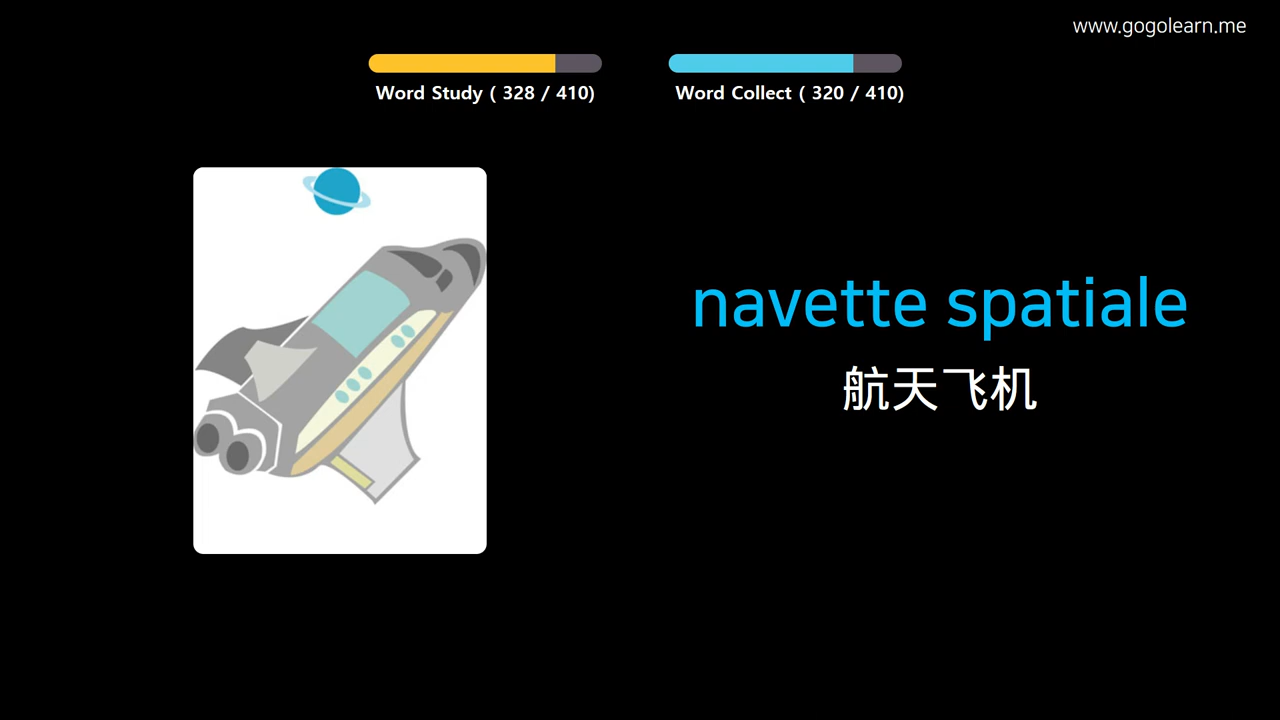 www.gogolearn.me
Word Study ( 328 / 410)
Word Collect ( 320 / 410)
navette spatiale
航天飞机